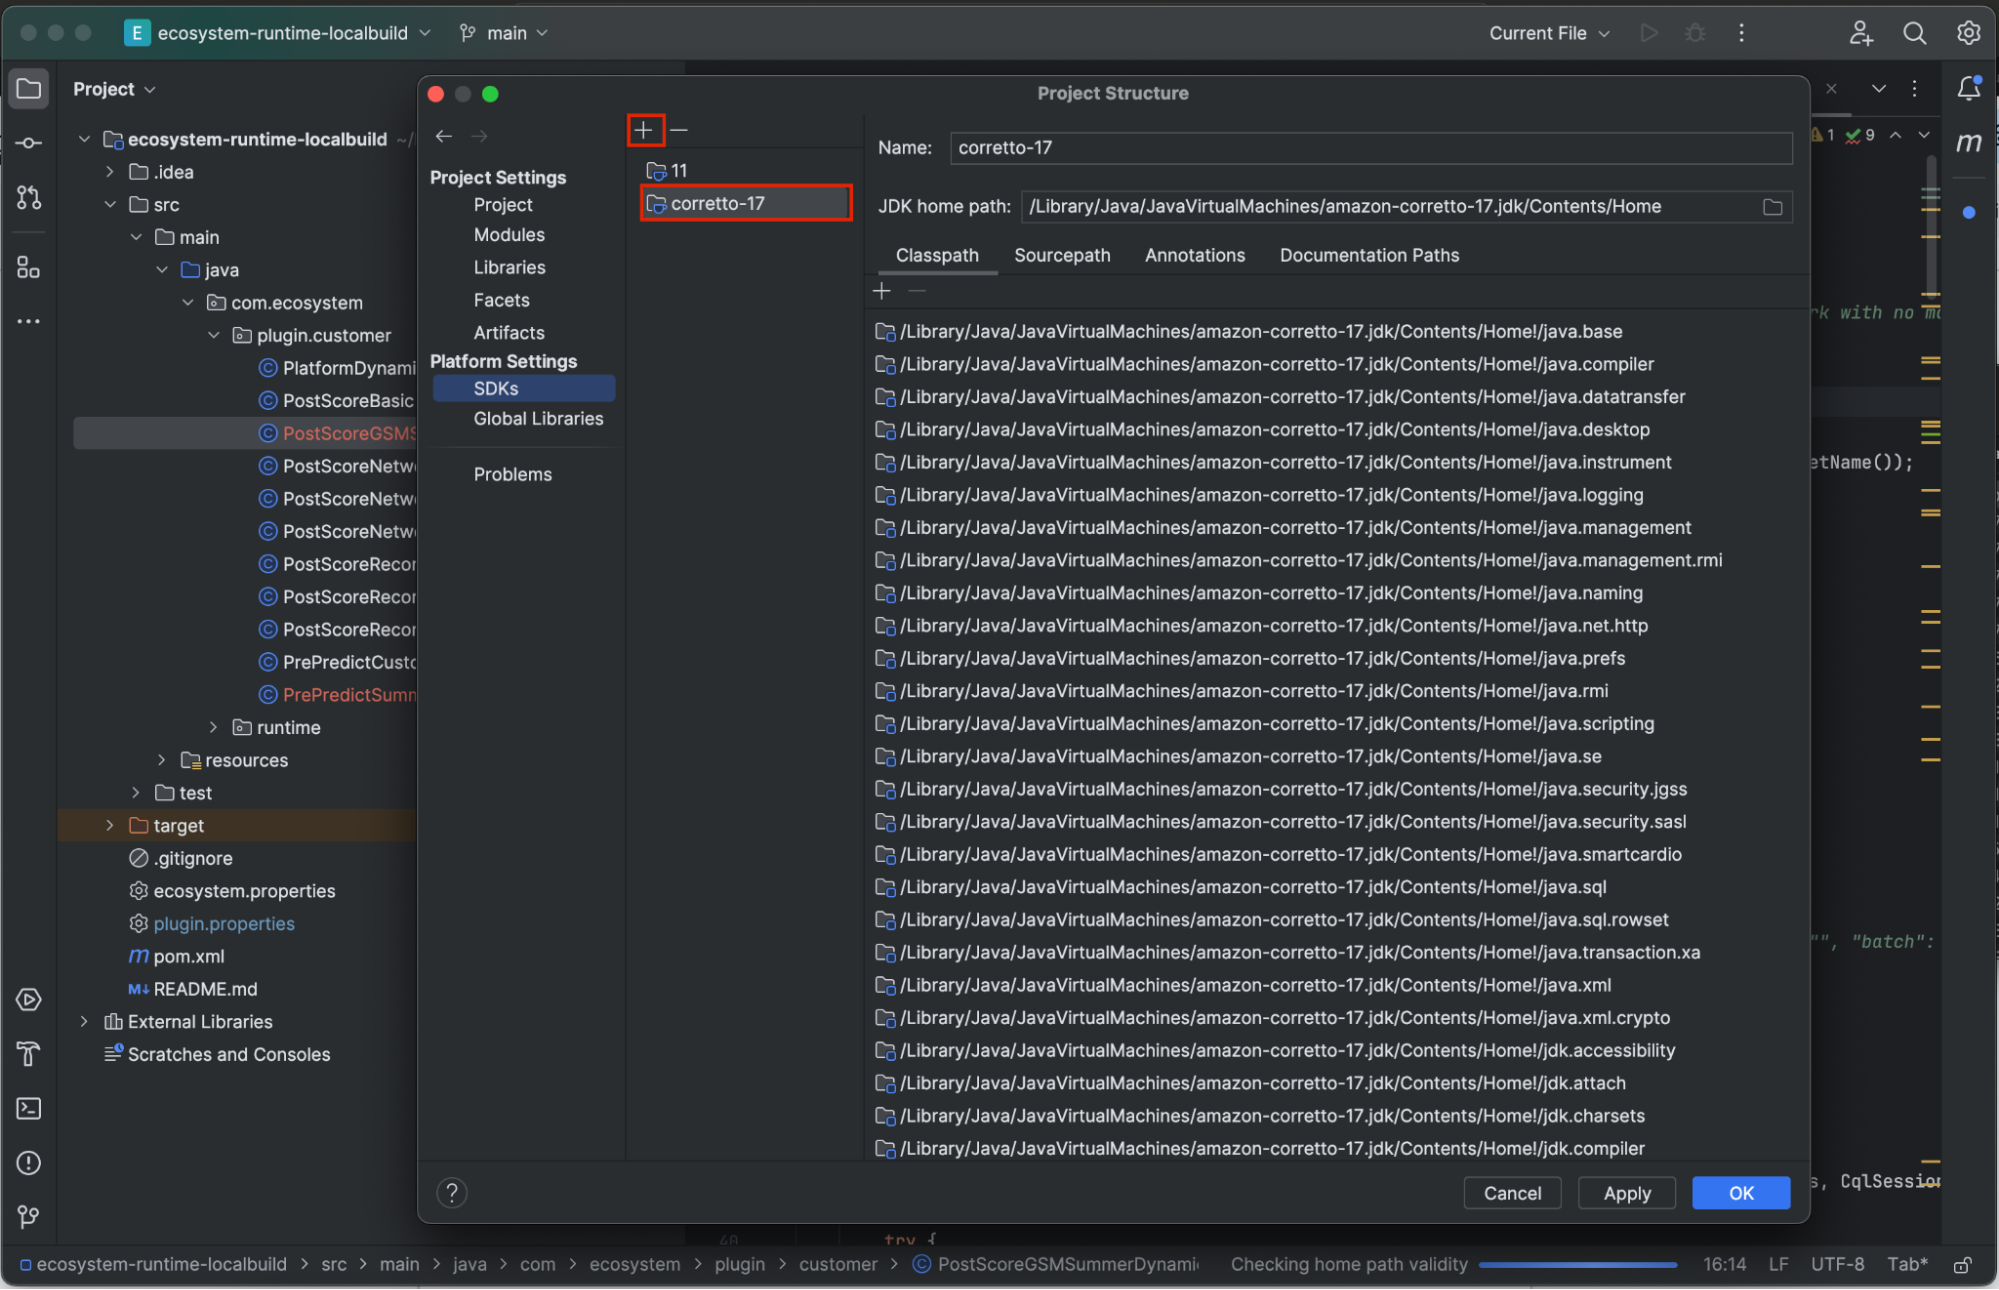 E ecosystem-runtime-localbuild main Current File
Project
ecosystem-runtime-localbuild ~/
.idea
src
main
java
com.ecosystem
plugin.customer
PlatformDynami
PostScoreBasic
PostScoreGSMS
PostScoreNetw
PostScoreNetw
PostScoreNetw
PostScoreRecor
PostScoreRecor
PostScoreRecor
PrePredictCusto
PrePredictSumm
runtime
resources
test
target
.gitignore
ecosystem.properties
plugin.properties
m pom.xml
M↓ README.md
External Libraries
Scratches and Consoles
Project Structure
Project Settings
Project
Modules
Libraries
Facets
Artifacts
Platform Settings
SDKs
Global Libraries
Problems
11
corretto-17
Name: corretto-17
JDK home path: /Library/Java/JavaVirtualMachines/amazon-corretto-17.jdk/Contents/Home
Classpath Sourcepath Annotations Documentation Paths
/Library/Java/JavaVirtualMachines/amazon-corretto-17.jdk/Contents/Home!/java.base
/Library/Java/JavaVirtualMachines/amazon-corretto-17.jdk/Contents/Home!/java.compiler
/Library/Java/JavaVirtualMachines/amazon-corretto-17.jdk/Contents/Home!/java.datatransfer
/Library/Java/JavaVirtualMachines/amazon-corretto-17.jdk/Contents/Home!/java.desktop
/Library/Java/JavaVirtualMachines/amazon-corretto-17.jdk/Contents/Home!/java.instrument
/Library/Java/JavaVirtualMachines/amazon-corretto-17.jdk/Contents/Home!/java.logging
/Library/Java/JavaVirtualMachines/amazon-corretto-17.jdk/Contents/Home!/java.management
/Library/Java/JavaVirtualMachines/amazon-corretto-17.jdk/Contents/Home!/java.management.rmi
/Library/Java/JavaVirtualMachines/amazon-corretto-17.jdk/Contents/Home!/java.naming
/Library/Java/JavaVirtualMachines/amazon-corretto-17.jdk/Contents/Home!/java.net.http
/Library/Java/JavaVirtualMachines/amazon-corretto-17.jdk/Contents/Home!/java.prefs
/Library/Java/JavaVirtualMachines/amazon-corretto-17.jdk/Contents/Home!/java.rmi
/Library/Java/JavaVirtualMachines/amazon-corretto-17.jdk/Contents/Home!/java.scripting
/Library/Java/JavaVirtualMachines/amazon-corretto-17.jdk/Contents/Home!/java.se
/Library/Java/JavaVirtualMachines/amazon-corretto-17.jdk/Contents/Home!/java.security.jgss
/Library/Java/JavaVirtualMachines/amazon-corretto-17.jdk/Contents/Home!/java.security.sasl
/Library/Java/JavaVirtualMachines/amazon-corretto-17.jdk/Contents/Home!/java.smartcardio
/Library/Java/JavaVirtualMachines/amazon-corretto-17.jdk/Contents/Home!/java.sql
/Library/Java/JavaVirtualMachines/amazon-corretto-17.jdk/Contents/Home!/java.sql.rowset
/Library/Java/JavaVirtualMachines/amazon-corretto-17.jdk/Contents/Home!/java.transaction.xa
/Library/Java/JavaVirtualMachines/amazon-corretto-17.jdk/Contents/Home!/java.xml
/Library/Java/JavaVirtualMachines/amazon-corretto-17.jdk/Contents/Home!/java.xml.crypto
/Library/Java/JavaVirtualMachines/amazon-corretto-17.jdk/Contents/Home!/jdk.accessibility
/Library/Java/JavaVirtualMachines/amazon-corretto-17.jdk/Contents/Home!/jdk.attach
/Library/Java/JavaVirtualMachines/amazon-corretto-17.jdk/Contents/Home!/jdk.charsets
/Library/Java/JavaVirtualMachines/amazon-corretto-17.jdk/Contents/Home!/jdk.compiler
? Cancel Apply OK
1 9
m
rk with no mo
etName());
"", "batch":
s, CqlSession
40 try {
ecosystem-runtime-localbuild > src > main > java > com > ecosystem > plugin > customer > PostScoreGSMSummerDynami Checking home path validity 16:14 LF UTF-8 Tab*